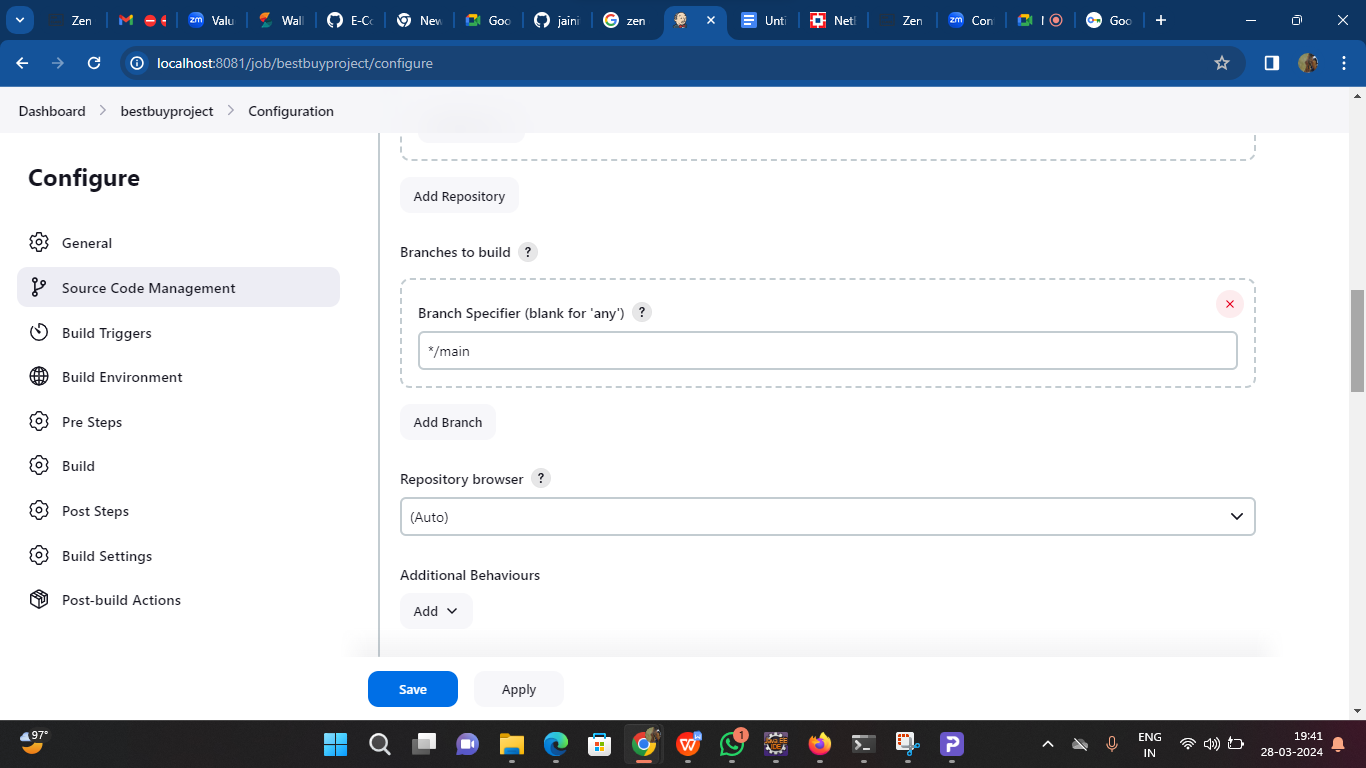 Zen
Valu
Wall
E-Co
New
Goo
jaini
zen
Unti
Netl
Zen
Con
Goo
localhost:8081/job/bestbuyproject/configure
Dashboard bestbuyproject Configuration
Configure
General
Source Code Management
Build Triggers
Build Environment
Pre Steps
Build
Post Steps
Build Settings
Post-build Actions
Add Repository
Branches to build ?
Branch Specifier (blank for 'any') ?
*/main
Add Branch
Repository browser ?
(Auto)
Additional Behaviours
Add
Save Apply
97°
1
ENG
IN
19:41
28-03-2024